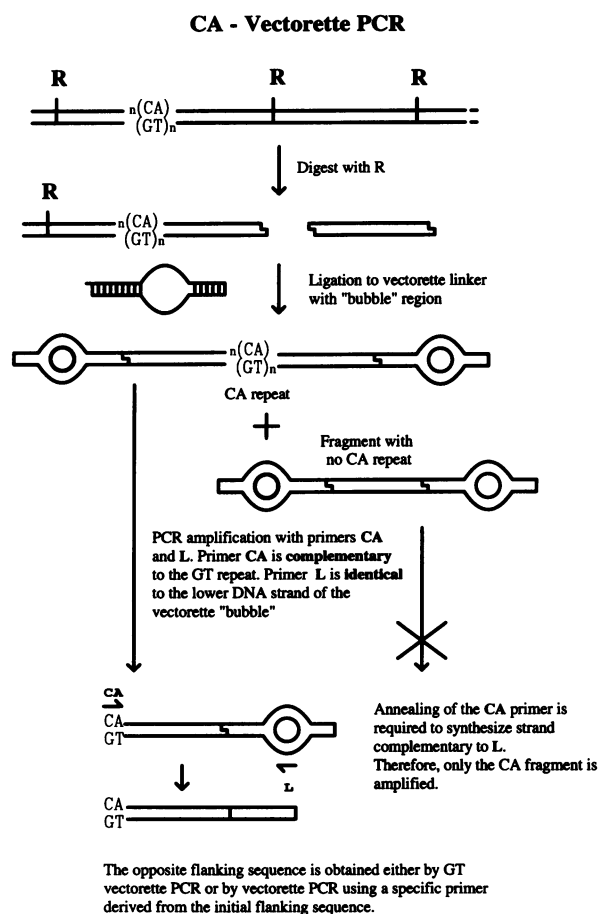 CA - Vectorette PCR
R R R
n(CA)
(GT)n
Digest with R
R
n(CA)
(GT)n
Ligation to vectorette linker
with "bubble" region
n(CA)
(GT)n
CA repeat
+
Fragment with
no CA repeat
PCR amplification with primers CA
and L. Primer CA is complementary
to the GT repeat. Primer L is identical
to the lower DNA strand of the
vectorette "bubble"
CA
CA
GT
L
Annealing of the CA primer is
required to synthesize strand
complementary to L.
Therefore, only the CA fragment is
amplified.
CA
GT
The opposite flanking sequence is obtained either by GT
vectorette PCR or by vectorette PCR using a specific primer
derived from the initial flanking sequence.